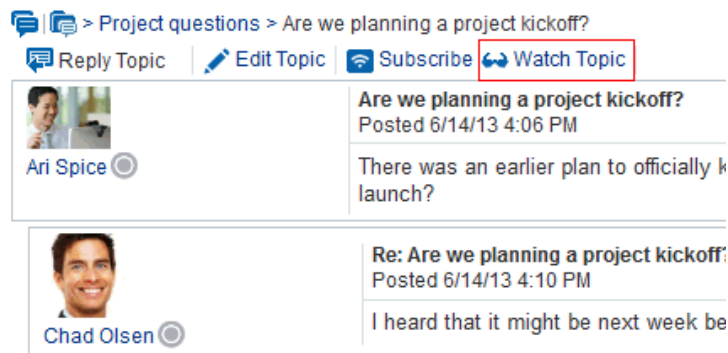 > Project questions > Are we planning a project kickoff?
Reply Topic Edit Topic Subscribe Watch Topic
Are we planning a project kickoff?
Posted 6/14/13 4:06 PM
Ari Spice
There was an earlier plan to officially
launch?
Re: Are we planning a project kickoff?
Posted 6/14/13 4:10 PM
Chad Olsen
I heard that it might be next week be